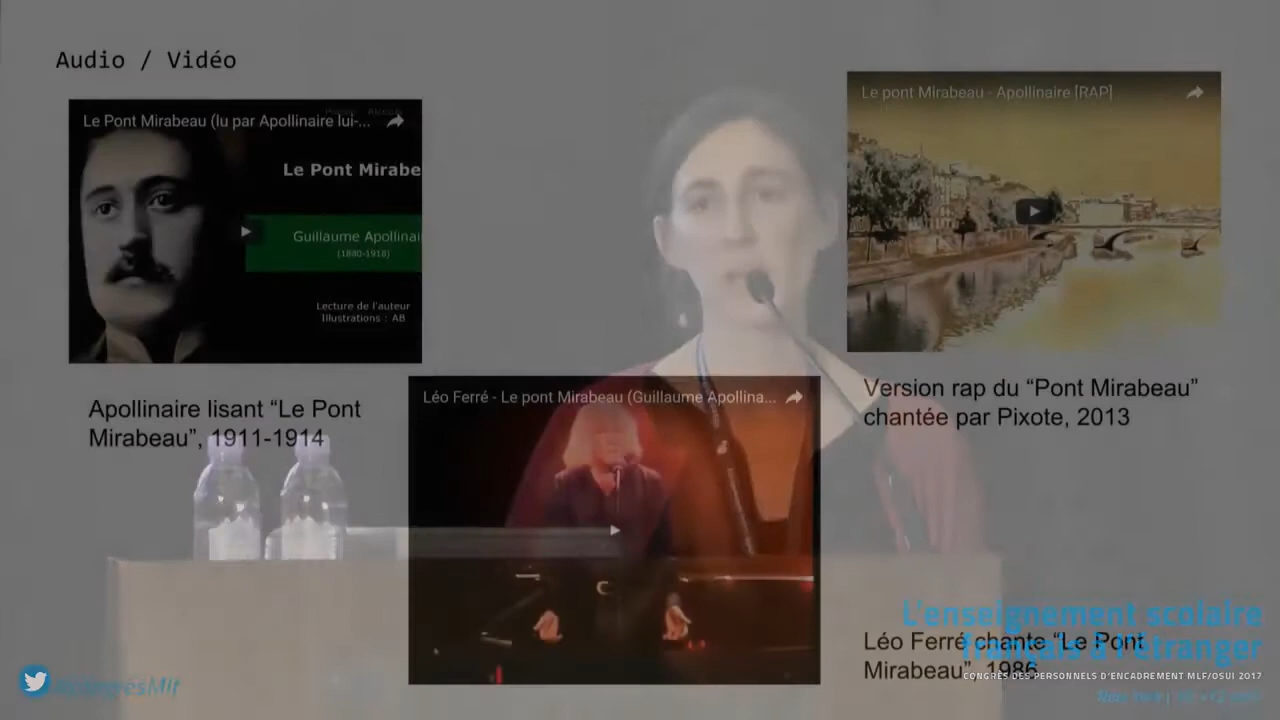 Audio / Vidéo
Le Pont Mirabeau (lu par Apollinaire lui-...
Le Pont Mirabe
Guillaume Apollinai
(1880-1918)
Lecture de l'auteur
Illustrations : AB
Apollinaire lisant “Le Pont
Mirabeau”, 1911-1914
Léo Ferré - Le pont Mirabeau (Guillaume Apollina...
Le pont Mirabeau - Apollinaire [RAP]
Version rap du “Pont Mirabeau”
chantée par Pixote, 2013
Léo Ferré chante “Le Pont
Mirabeau”, 1986
L'enseignement scolaire
français à l'étranger
CONGRÈS DES PERSONNELS D'ENCADREMENT MLF/OSUI 2017